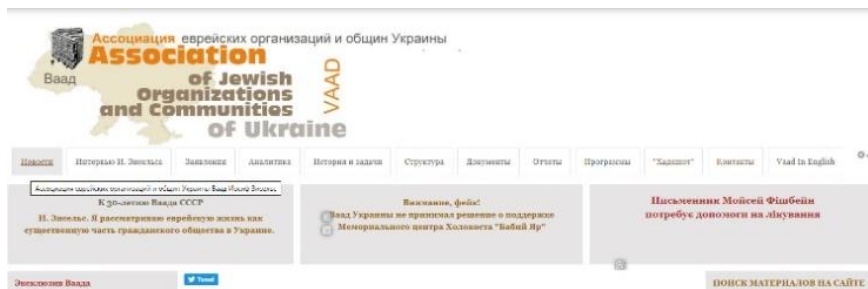 Ассоциация еврейских организаций и общин Украины
Association
Ваад
of Jewish
Organizations
and Communities
of Ukraine
VAAD
Новости Интервью И. Зисельса Заявления Аналитика История и задачи Структура Документы Отчеты Программы "Хадашот" Контакты Vaad In English
Ассоциация еврейских организаций и общин Украины Ваад Иосиф Зисельс
К 30-летию Ваада СССР
И. Зисельс. Я рассматриваю еврейскую жизнь как
существенную часть гражданского общества в Украине.
Внимание, фейк!
Ваад Украины не принимал решение о поддержке
Мемориального центра Холокоста "Бабий Яр"
Письменник Мойсей Фішбейн
потребує допомоги на лікування
Эксклюзив Ваада
Tweet
ПОИСК МАТЕРИАЛОВ НА САЙТЕ